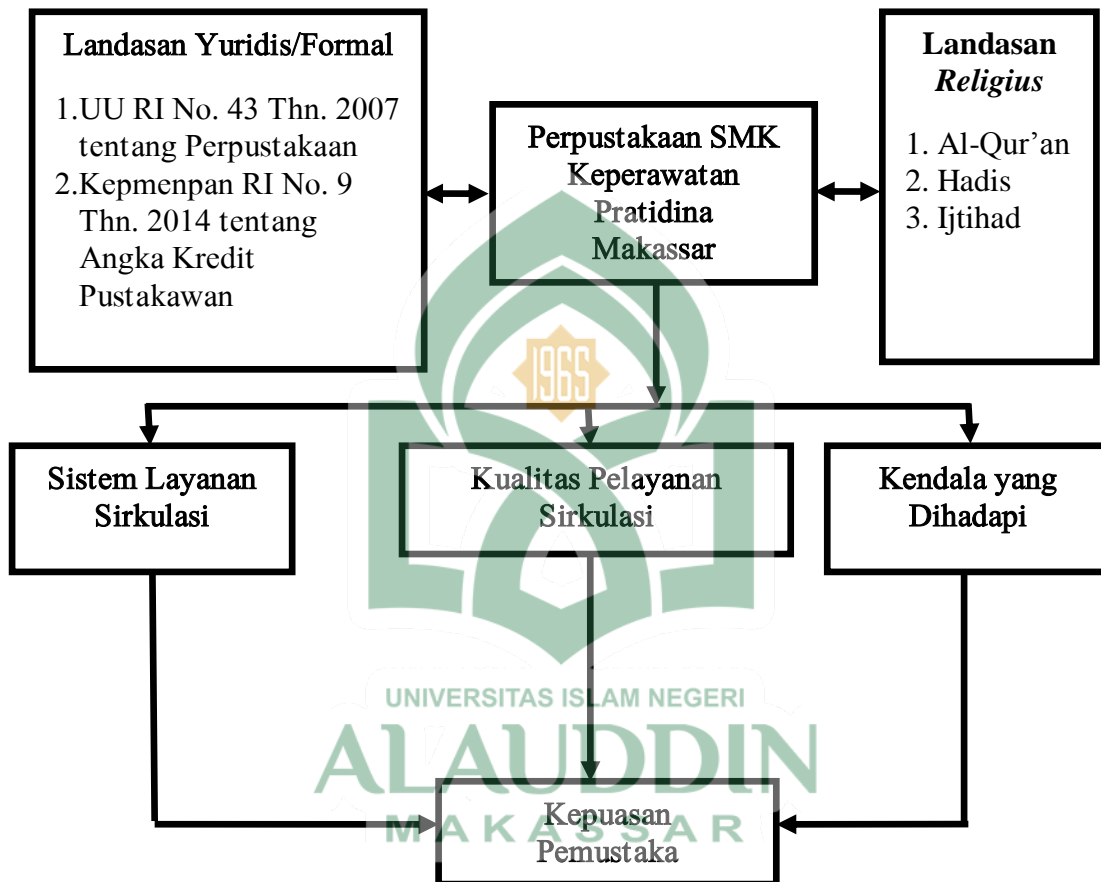 Landasan Yuridis/Formal
1.UU RI No. 43 Thn. 2007
tentang Perpustakaan
2.Kepmenpan RI No. 9
Thn. 2014 tentang
Angka Kredit
Pustakawan
Perpustakaan SMK
Keperawatan
Pratidina
Makassar
Landasan
Religius
1. Al-Qur’an
2. Hadis
3. Ijtihad
1965
Sistem Layanan
Sirkulasi
Kualitas Pelayanan
Sirkulasi
Kendala yang
Dihadapi
UNIVERSITAS ISLAM NEGERI
ALAUDDIN
MAKASSAR
Kepuasan
Pemustaka